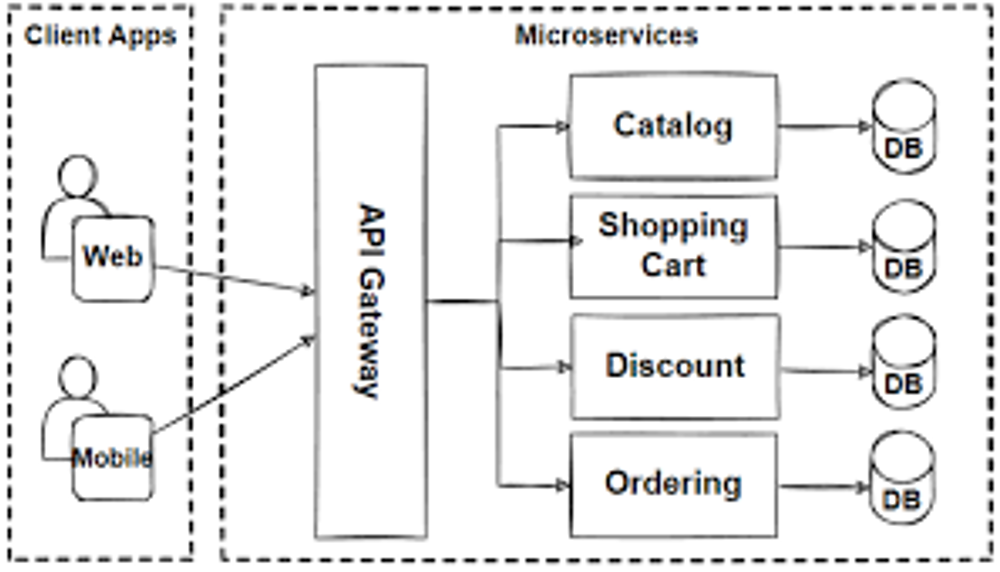 Client Apps
Microservices
Web
Mobile
API Gateway
Catalog
DB
Shopping
Cart
DB
Discount
DB
Ordering
DB